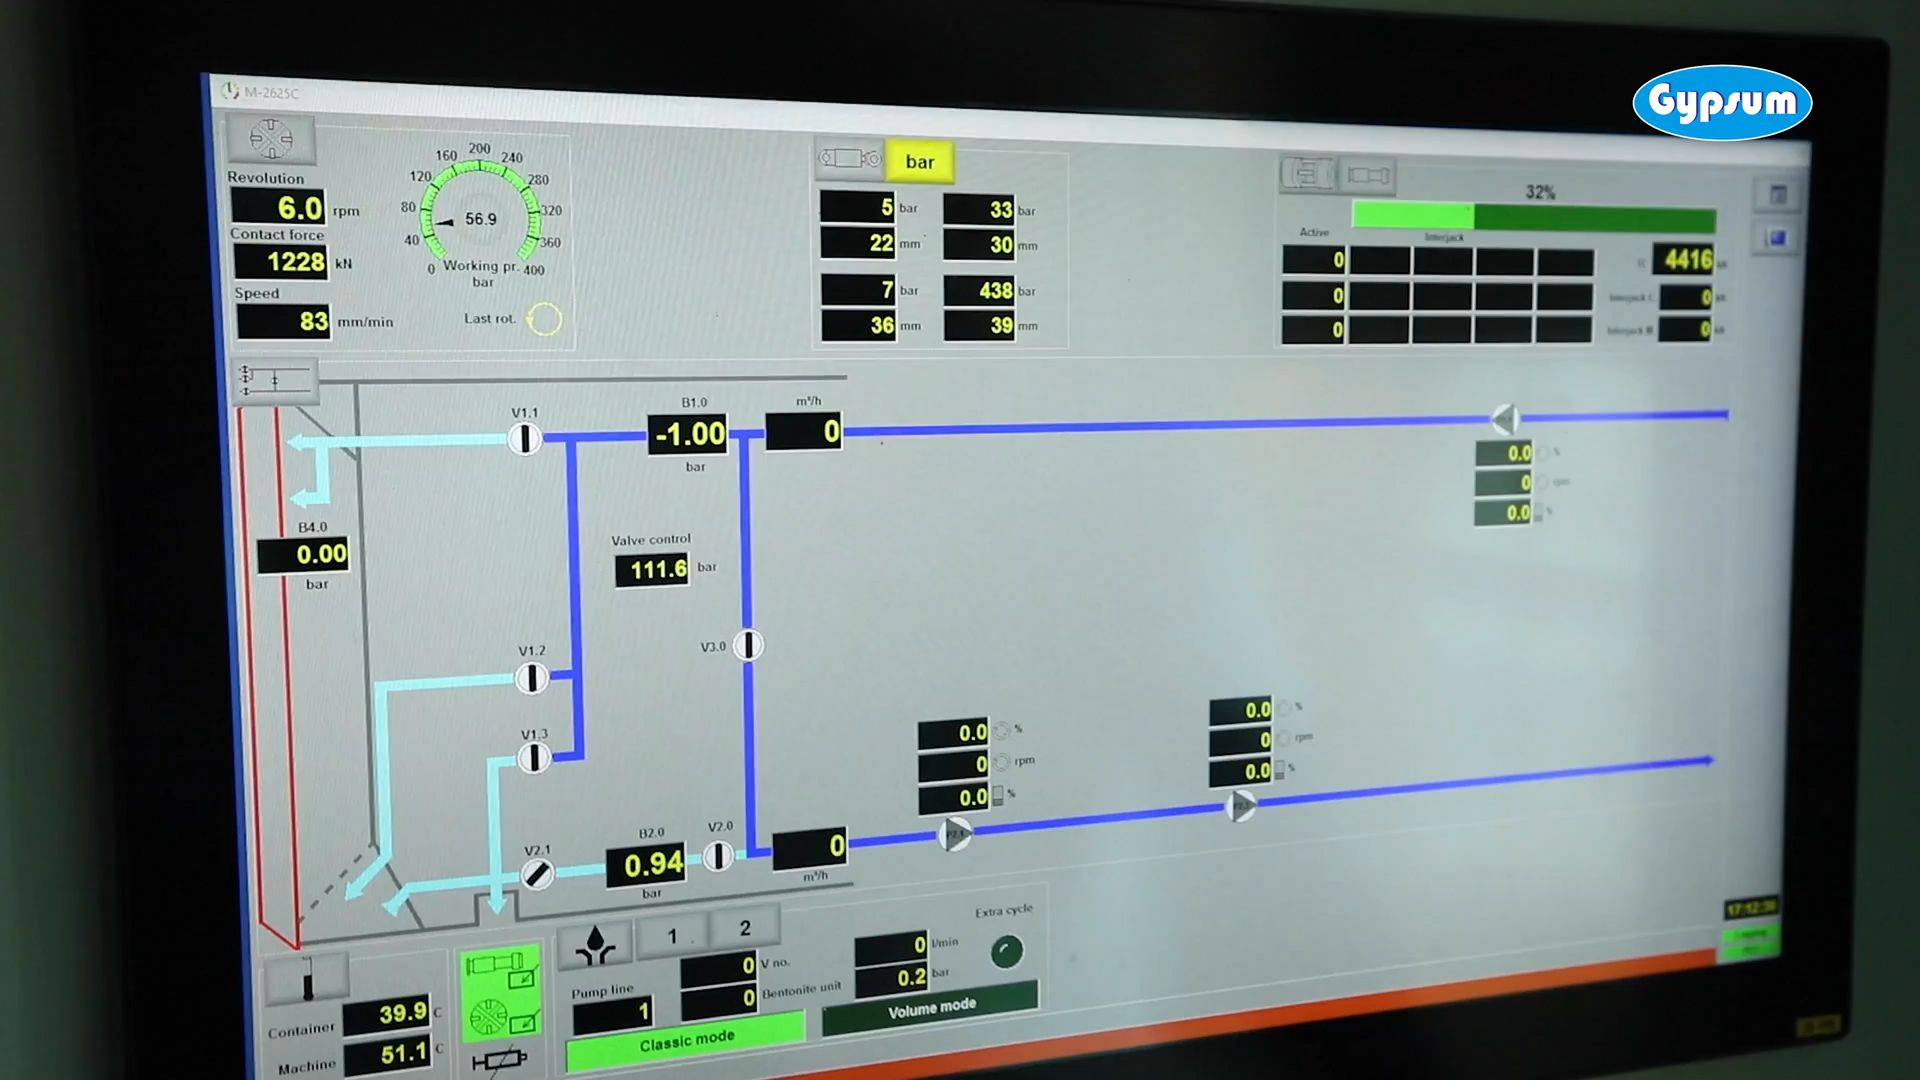 Gypsum
M-2625C
Revolution
6.0 rpm
Contact force
1228 kN
Speed
83 mm/min
0 40 80 120 160 200 240 280 320 360 400
56.9
Working pr.
bar
Last rot.
bar
5 bar 33 bar
22 mm 30 mm
7 bar 438 bar
36 mm 39 mm
32%
Active Interjack
0 4416
0 0
0 0
V1.1
B1.0
-1.00
bar
m³/h
0
0.0 %
0 rpm
0.0 %
B4.0
0.00
bar
Valve control
111.6 bar
V1.2
V3.0
V1.3
0.0 %
0 rpm
0.0 %
0.0 %
0 rpm
0.0 %
V2.1
B2.0
0.94
bar
V2.0
0
m³/h
P2.1
Container 39.9 C
Machine 51.1 C
1 2
Pump line
1
0 V no.
0 Bentonite unit
Classic mode
0 l/min
0.2 bar
Extra cycle
Volume mode